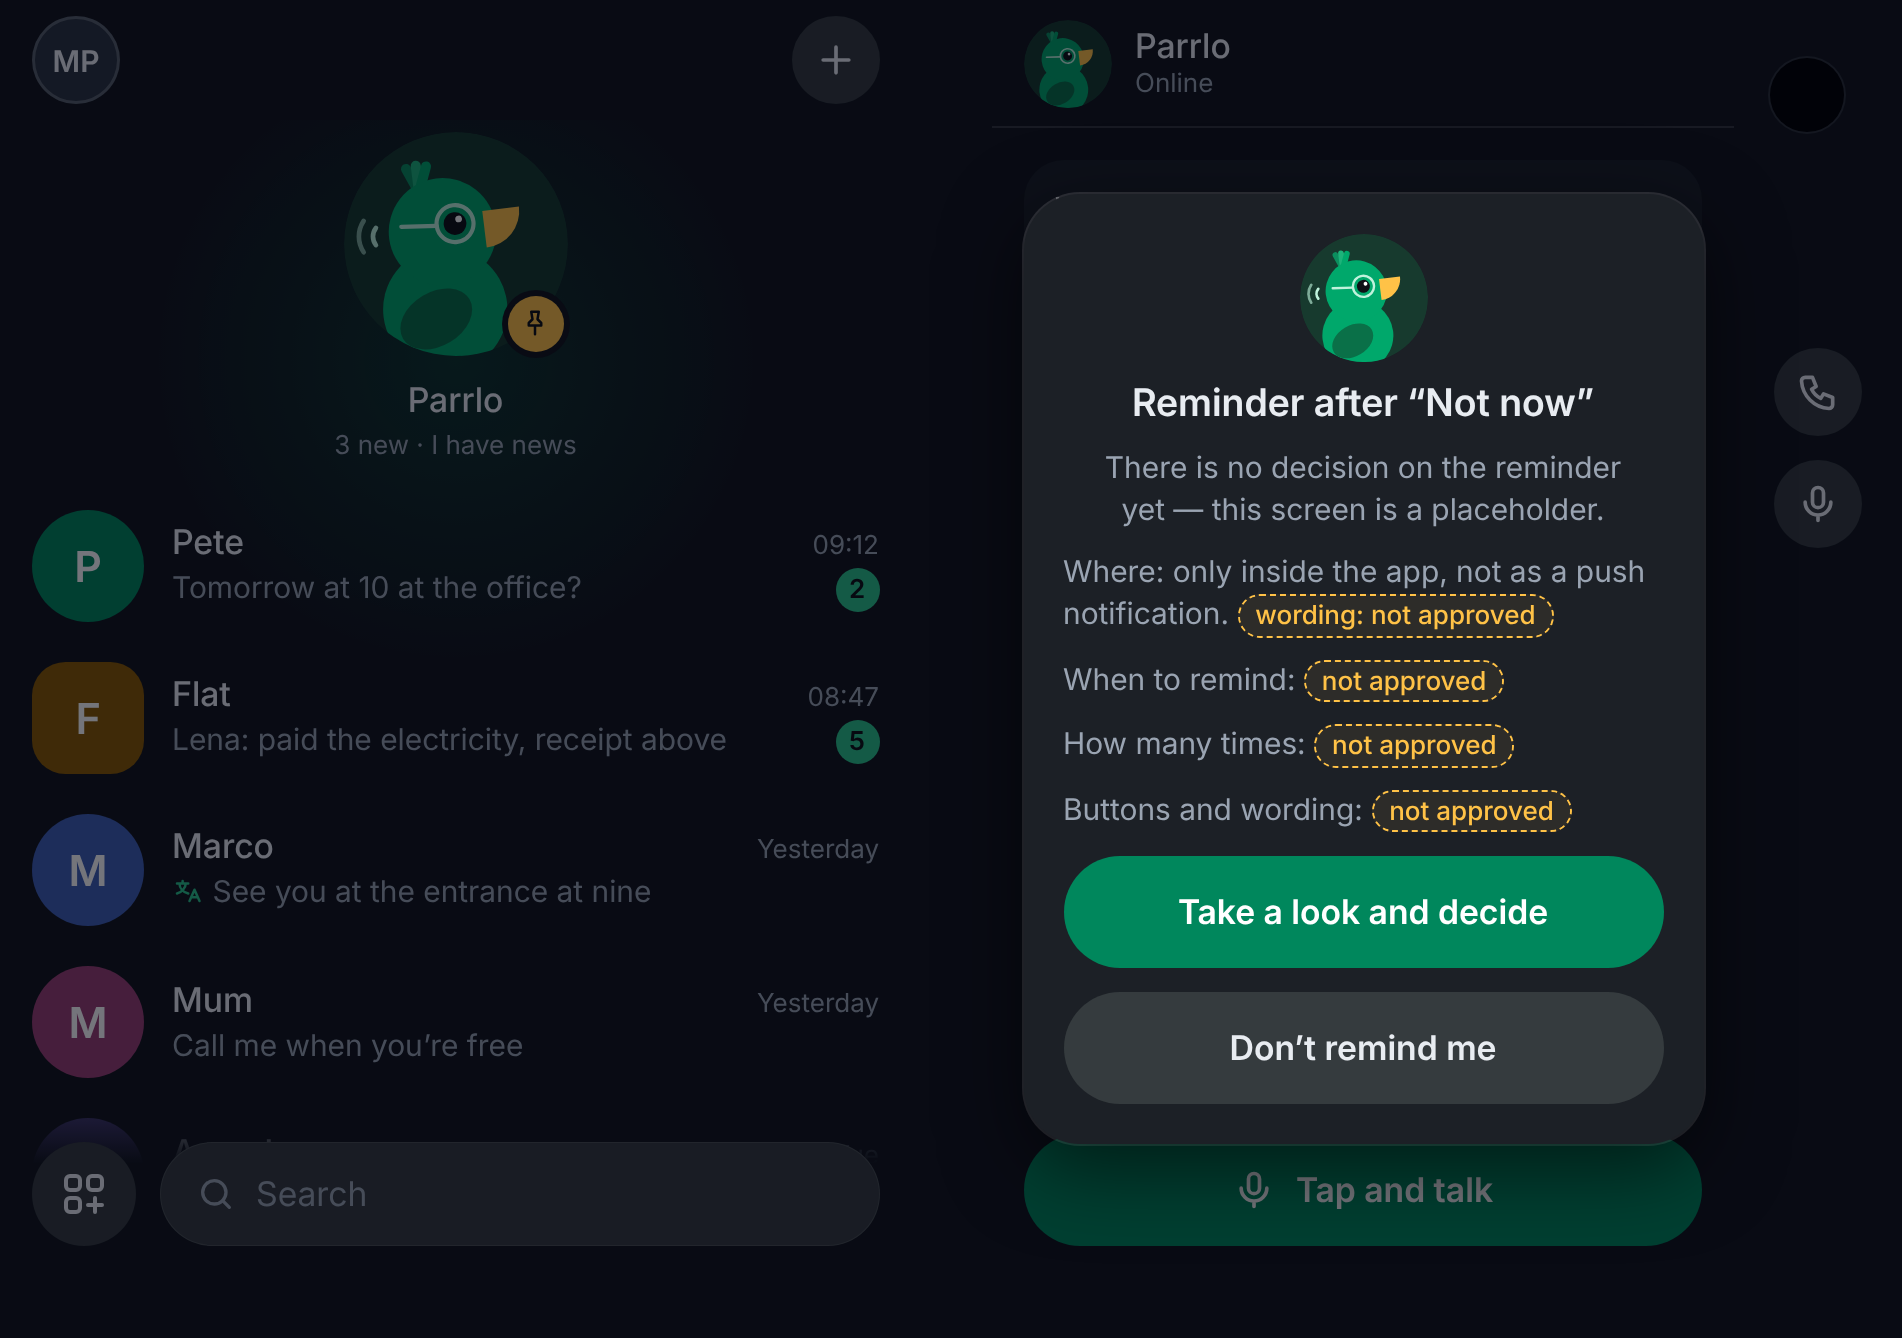 MP
Parrlo
3 new · I have news
P
Pete
09:12
Tomorrow at 10 at the office?
2
F
Flat
08:47
Lena: paid the electricity, receipt above
5
M
Marco
Yesterday
See you at the entrance at nine
M
Mum
Yesterday
Call me when you’re free
Search
Parrlo
Online
Reminder after “Not now”
There is no decision on the reminder
yet — this screen is a placeholder.
Where: only inside the app, not as a push
notification. wording: not approved
When to remind: not approved
How many times: not approved
Buttons and wording: not approved
Take a look and decide
Don’t remind me
Tap and talk